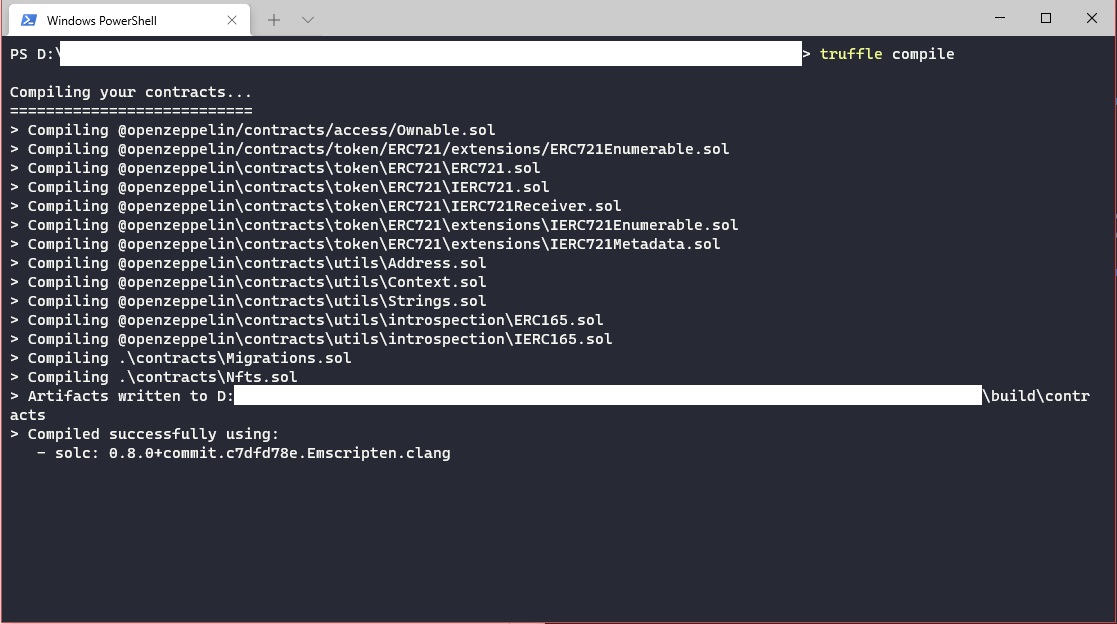 Windows PowerShell
PS D:\> truffle compile
Compiling your contracts...
===========================
> Compiling @openzeppelin/contracts/access/Ownable.sol
> Compiling @openzeppelin/contracts/token/ERC721/extensions/ERC721Enumerable.sol
> Compiling @openzeppelin\contracts\token\ERC721\ERC721.sol
> Compiling @openzeppelin\contracts\token\ERC721\IERC721.sol
> Compiling @openzeppelin\contracts\token\ERC721\IERC721Receiver.sol
> Compiling @openzeppelin\contracts\token\ERC721\extensions\IERC721Enumerable.sol
> Compiling @openzeppelin\contracts\token\ERC721\extensions\IERC721Metadata.sol
> Compiling @openzeppelin\contracts\utils\Address.sol
> Compiling @openzeppelin\contracts\utils\Context.sol
> Compiling @openzeppelin\contracts\utils\Strings.sol
> Compiling @openzeppelin\contracts\utils\introspection\ERC165.sol
> Compiling @openzeppelin\contracts\utils\introspection\IERC165.sol
> Compiling .\contracts\Migrations.sol
> Compiling .\contracts\Nfts.sol
> Artifacts written to D:\build\contr
acts
> Compiled successfully using:
   - solc: 0.8.0+commit.c7dfd78e.Emscripten.clang